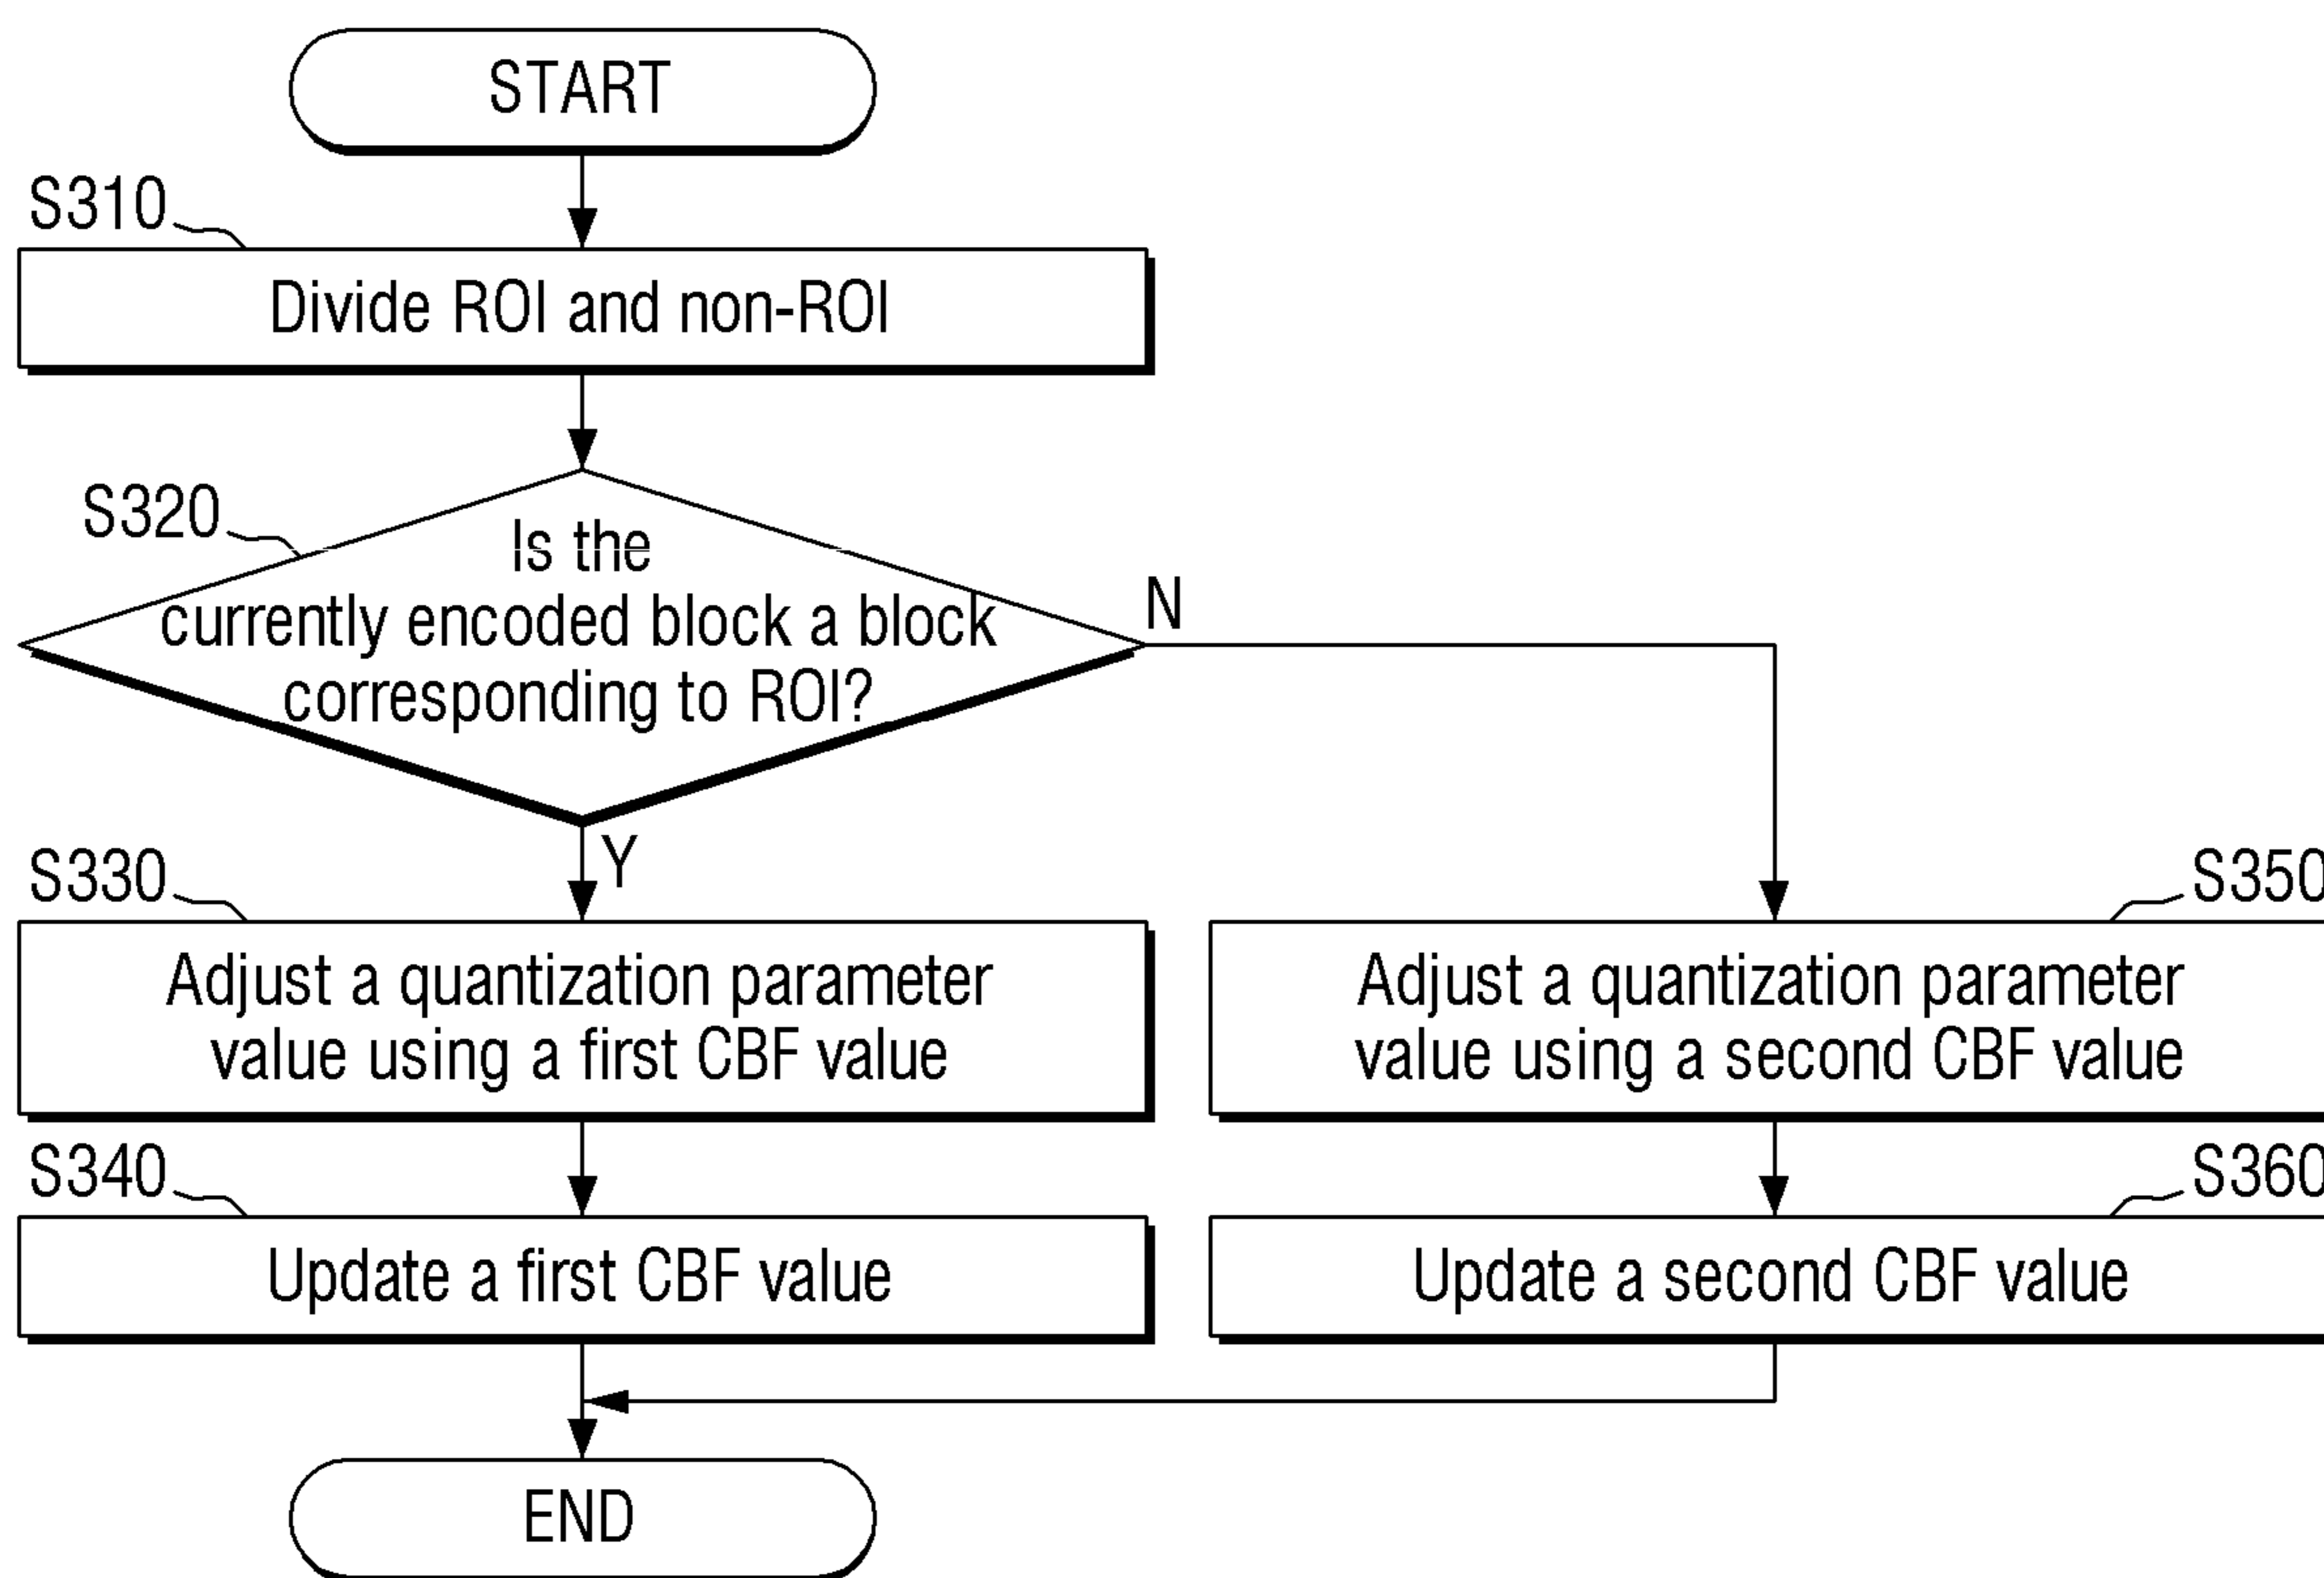 START
S310
Divide ROI and non-ROI
S320
Is the
currently encoded block a block
corresponding to ROI?
N
Y
S330
Adjust a quantization parameter
value using a first CBF value
S350
Adjust a quantization parameter
value using a second CBF value
S340
Update a first CBF value
S360
Update a second CBF value
END